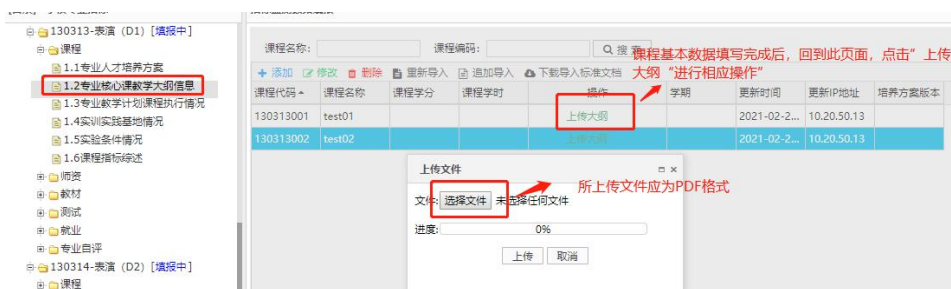 130313-表演（D1）[填报中]
课程
1.1专业人才培养方案
1.2专业核心课教学大纲信息
1.3专业教学计划课程执行情况
1.4实训实践基地情况
1.5实验条件情况
1.6课程指标综述
师资
教材
测试
就业
专业自评
130314-表演（D2）[填报中]
课程
课程名称：
课程编码：
搜索
课程基本数据填写完成后，回到此页面，点击”上传
大纲“进行相应操作”
添加 修改 删除 重新导入 追加导入 下载导入标准文档
课程代码 课程名称 课程学分 课程学时 操作 学期 更新时间 更新IP地址 培养方案版本
130313001 test01 上传大纲 2021-02-2... 10.20.50.13
130313002 test02 上传大纲 2021-02-2... 10.20.50.13
上传文件
所上传文件应为PDF格式
文件: 选择文件 未选择任何文件
进度: 0%
上传 取消